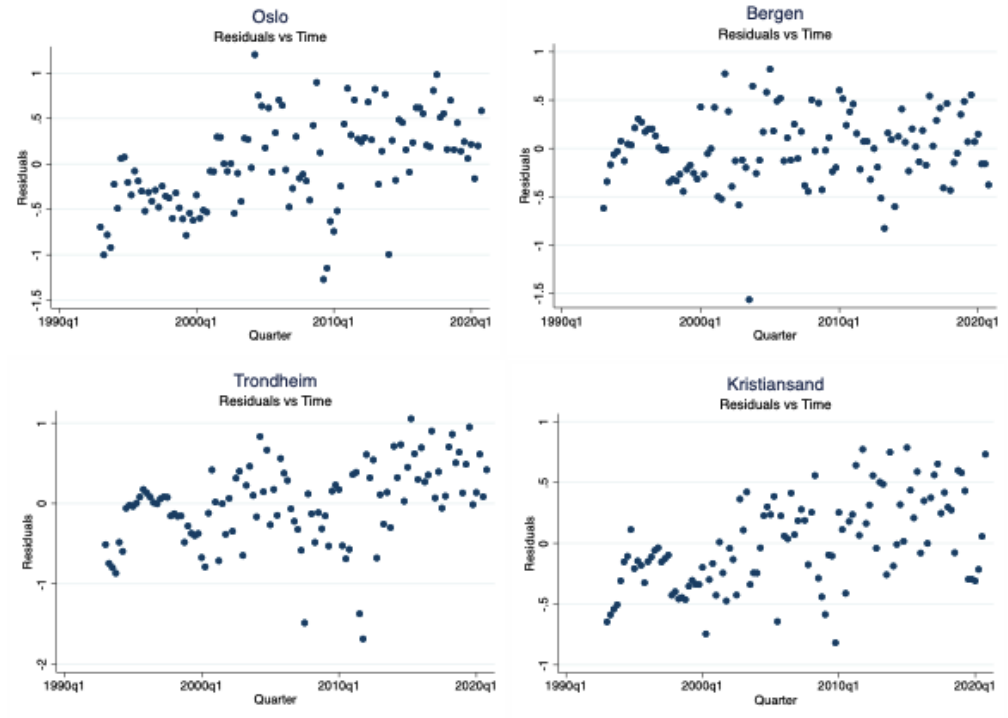 Oslo
Residuals vs Time
1
.5
0
-.5
-1
-1.5
Residuals
1990q1 2000q1 2010q1 2020q1
Quarter
Bergen
Residuals vs Time
1
.5
0
-.5
-1
-1.5
Residuals
1990q1 2000q1 2010q1 2020q1
Quarter
Trondheim
Residuals vs Time
1
0
-1
-2
Residuals
1990q1 2000q1 2010q1 2020q1
Quarter
Kristiansand
Residuals vs Time
1
.5
0
-.5
-1
Residuals
1990q1 2000q1 2010q1 2020q1
Quarter